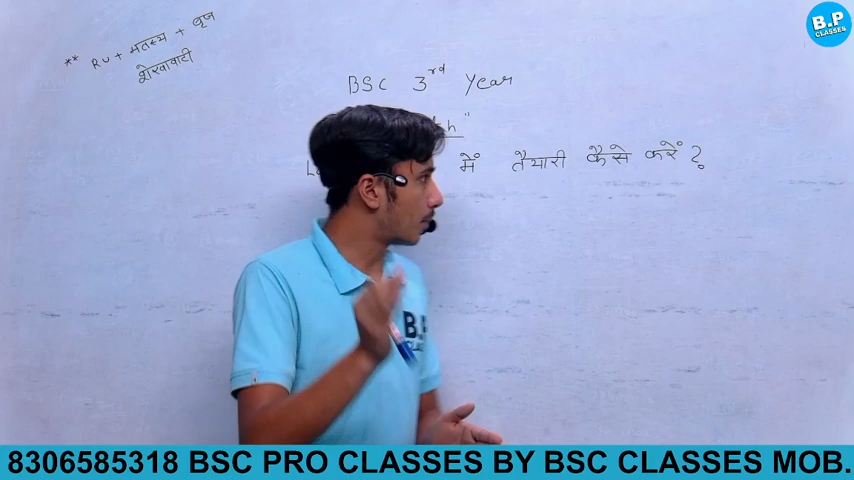 ** RU + मत्स्य + बृज
शेखावाटी
BSC 3rd Year
में तैयारी कैसे करें ?
B.P
CLASSES
8306585318 BSC PRO CLASSES BY BSC CLASSES MOB.